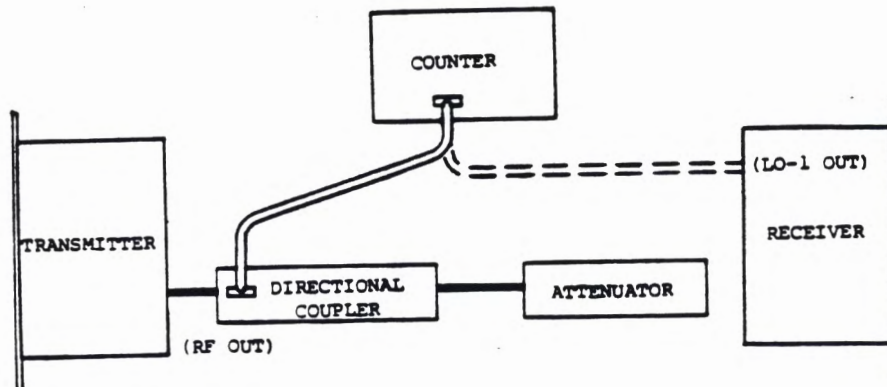 COUNTER
(LO-1 OUT)
TRANSMITTER
RECEIVER
DIRECTIONAL
COUPLER
ATTENUATOR
(RF OUT)